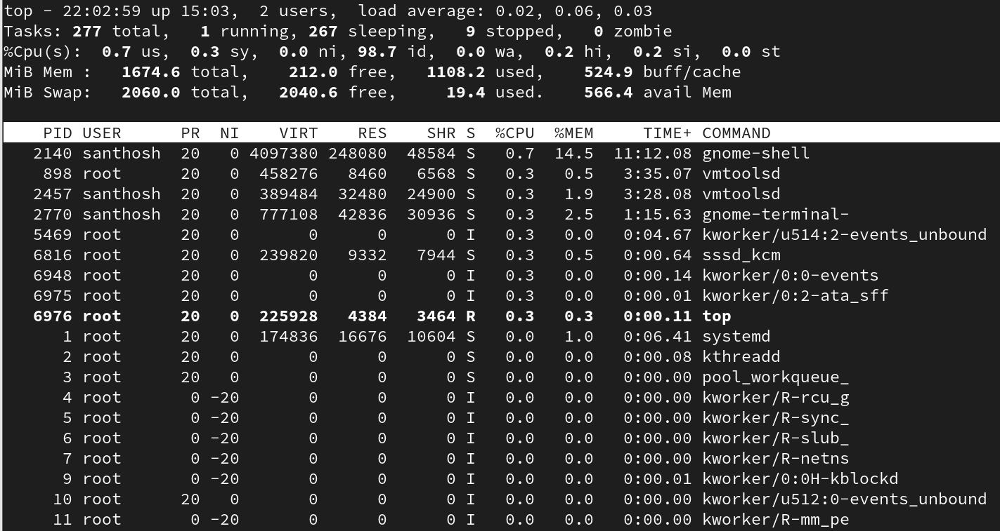 top - 22:02:59 up 15:03,  2 users,  load average: 0.02, 0.06, 0.03
Tasks: 277 total,   1 running, 267 sleeping,   9 stopped,   0 zombie
%Cpu(s):  0.7 us,  0.3 sy,  0.0 ni, 98.7 id,  0.0 wa,  0.2 hi,  0.2 si,  0.0 st
MiB Mem :   1674.6 total,    212.0 free,   1108.2 used,    524.9 buff/cache
MiB Swap:   2060.0 total,   2040.6 free,     19.4 used.    566.4 avail Mem
    PID USER      PR  NI    VIRT    RES    SHR S  %CPU  %MEM     TIME+ COMMAND
   2140 santhosh  20   0 4097380 248080  48584 S   0.7  14.5  11:12.08 gnome-shell
    898 root      20   0  458276   8460   6568 S   0.3   0.5   3:35.07 vmtoolsd
   2457 santhosh  20   0  389484  32480  24900 S   0.3   1.9   3:28.08 vmtoolsd
   2770 santhosh  20   0  777108  42836  30936 S   0.3   2.5   1:15.63 gnome-terminal-
   5469 root      20   0       0      0      0 I   0.3   0.0   0:04.67 kworker/u514:2-events_unbound
   6816 root      20   0  239820   9332   7944 S   0.3   0.5   0:00.64 sssd_kcm
   6948 root      20   0       0      0      0 I   0.3   0.0   0:00.14 kworker/0:0-events
   6975 root      20   0       0      0      0 I   0.3   0.0   0:00.01 kworker/0:2-ata_sff
   6976 root      20   0  225928   4384   3464 R   0.3   0.3   0:00.11 top
      1 root      20   0  174836  16676  10604 S   0.0   1.0   0:06.41 systemd
      2 root      20   0       0      0      0 S   0.0   0.0   0:00.08 kthreadd
      3 root      20   0       0      0      0 S   0.0   0.0   0:00.00 pool_workqueue_
      4 root       0 -20       0      0      0 I   0.0   0.0   0:00.00 kworker/R-rcu_g
      5 root       0 -20       0      0      0 I   0.0   0.0   0:00.00 kworker/R-sync_
      6 root       0 -20       0      0      0 I   0.0   0.0   0:00.00 kworker/R-slub_
      7 root       0 -20       0      0      0 I   0.0   0.0   0:00.00 kworker/R-netns
      9 root       0 -20       0      0      0 I   0.0   0.0   0:00.01 kworker/0:0H-kblockd
     10 root      20   0       0      0      0 I   0.0   0.0   0:00.00 kworker/u512:0-events_unbound
     11 root       0 -20       0      0      0 I   0.0   0.0   0:00.00 kworker/R-mm_pe